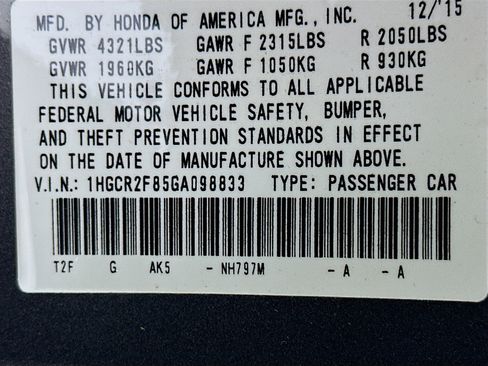 MFD. BY HONDA OF AMERICA MFG., INC. 12/'15
GVWR 4321LBS GAWR F 2315LBS R 2050LBS
GVWR 1960KG GAWR F 1050KG R 930KG
THIS VEHICLE CONFORMS TO ALL APPLICABLE
FEDERAL MOTOR VEHICLE SAFETY, BUMPER,
AND THEFT PREVENTION STANDARDS IN EFFECT
ON THE DATE OF MANUFACTURE SHOWN ABOVE.
V.I.N.: 1HGCR2F85GA098833 TYPE: PASSENGER CAR
T2F G AK5 - NH797M - A - A